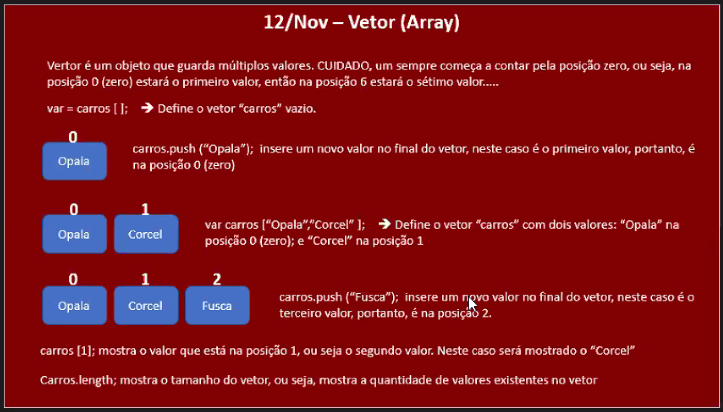 12/Nov – Vetor (Array)
Vertor é um objeto que guarda múltiplos valores. CUIDADO, um sempre começa a contar pela posição zero, ou seja, na
posição 0 (zero) estará o primeiro valor, então na posição 6 estará o sétimo valor.....
var = carros [ ]; ➔ Define o vetor “carros” vazio.
0
Opala
carros.push (“Opala”); insere um novo valor no final do vetor, neste caso é o primeiro valor, portanto, é
na posição 0 (zero)
0 1
Opala Corcel
var carros [“Opala”,“Corcel” ]; ➔ Define o vetor “carros” com dois valores: “Opala” na
posição 0 (zero); e “Corcel” na posição 1
0 1 2
Opala Corcel Fusca
carros.push (“Fusca”); insere um novo valor no final do vetor, neste caso é o
terceiro valor, portanto, é na posição 2.
carros [1]; mostra o valor que está na posição 1, ou seja o segundo valor. Neste caso será mostrado o “Corcel”
Carros.length; mostra o tamanho do vetor, ou seja, mostra a quantidade de valores existentes no vetor